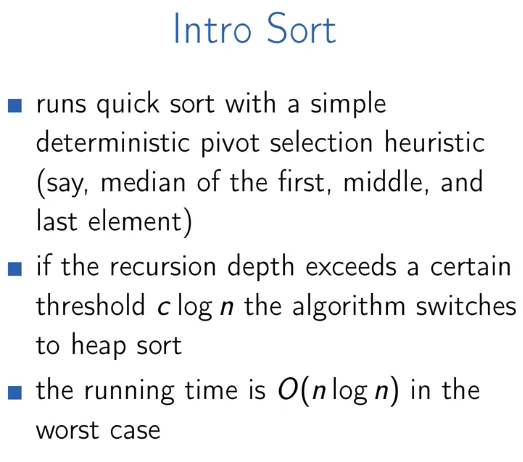 Intro Sort
runs quick sort with a simple
deterministic pivot selection heuristic
(say, median of the first, middle, and
last element)
if the recursion depth exceeds a certain
threshold c log n the algorithm switches
to heap sort
the running time is O(n log n) in the
worst case